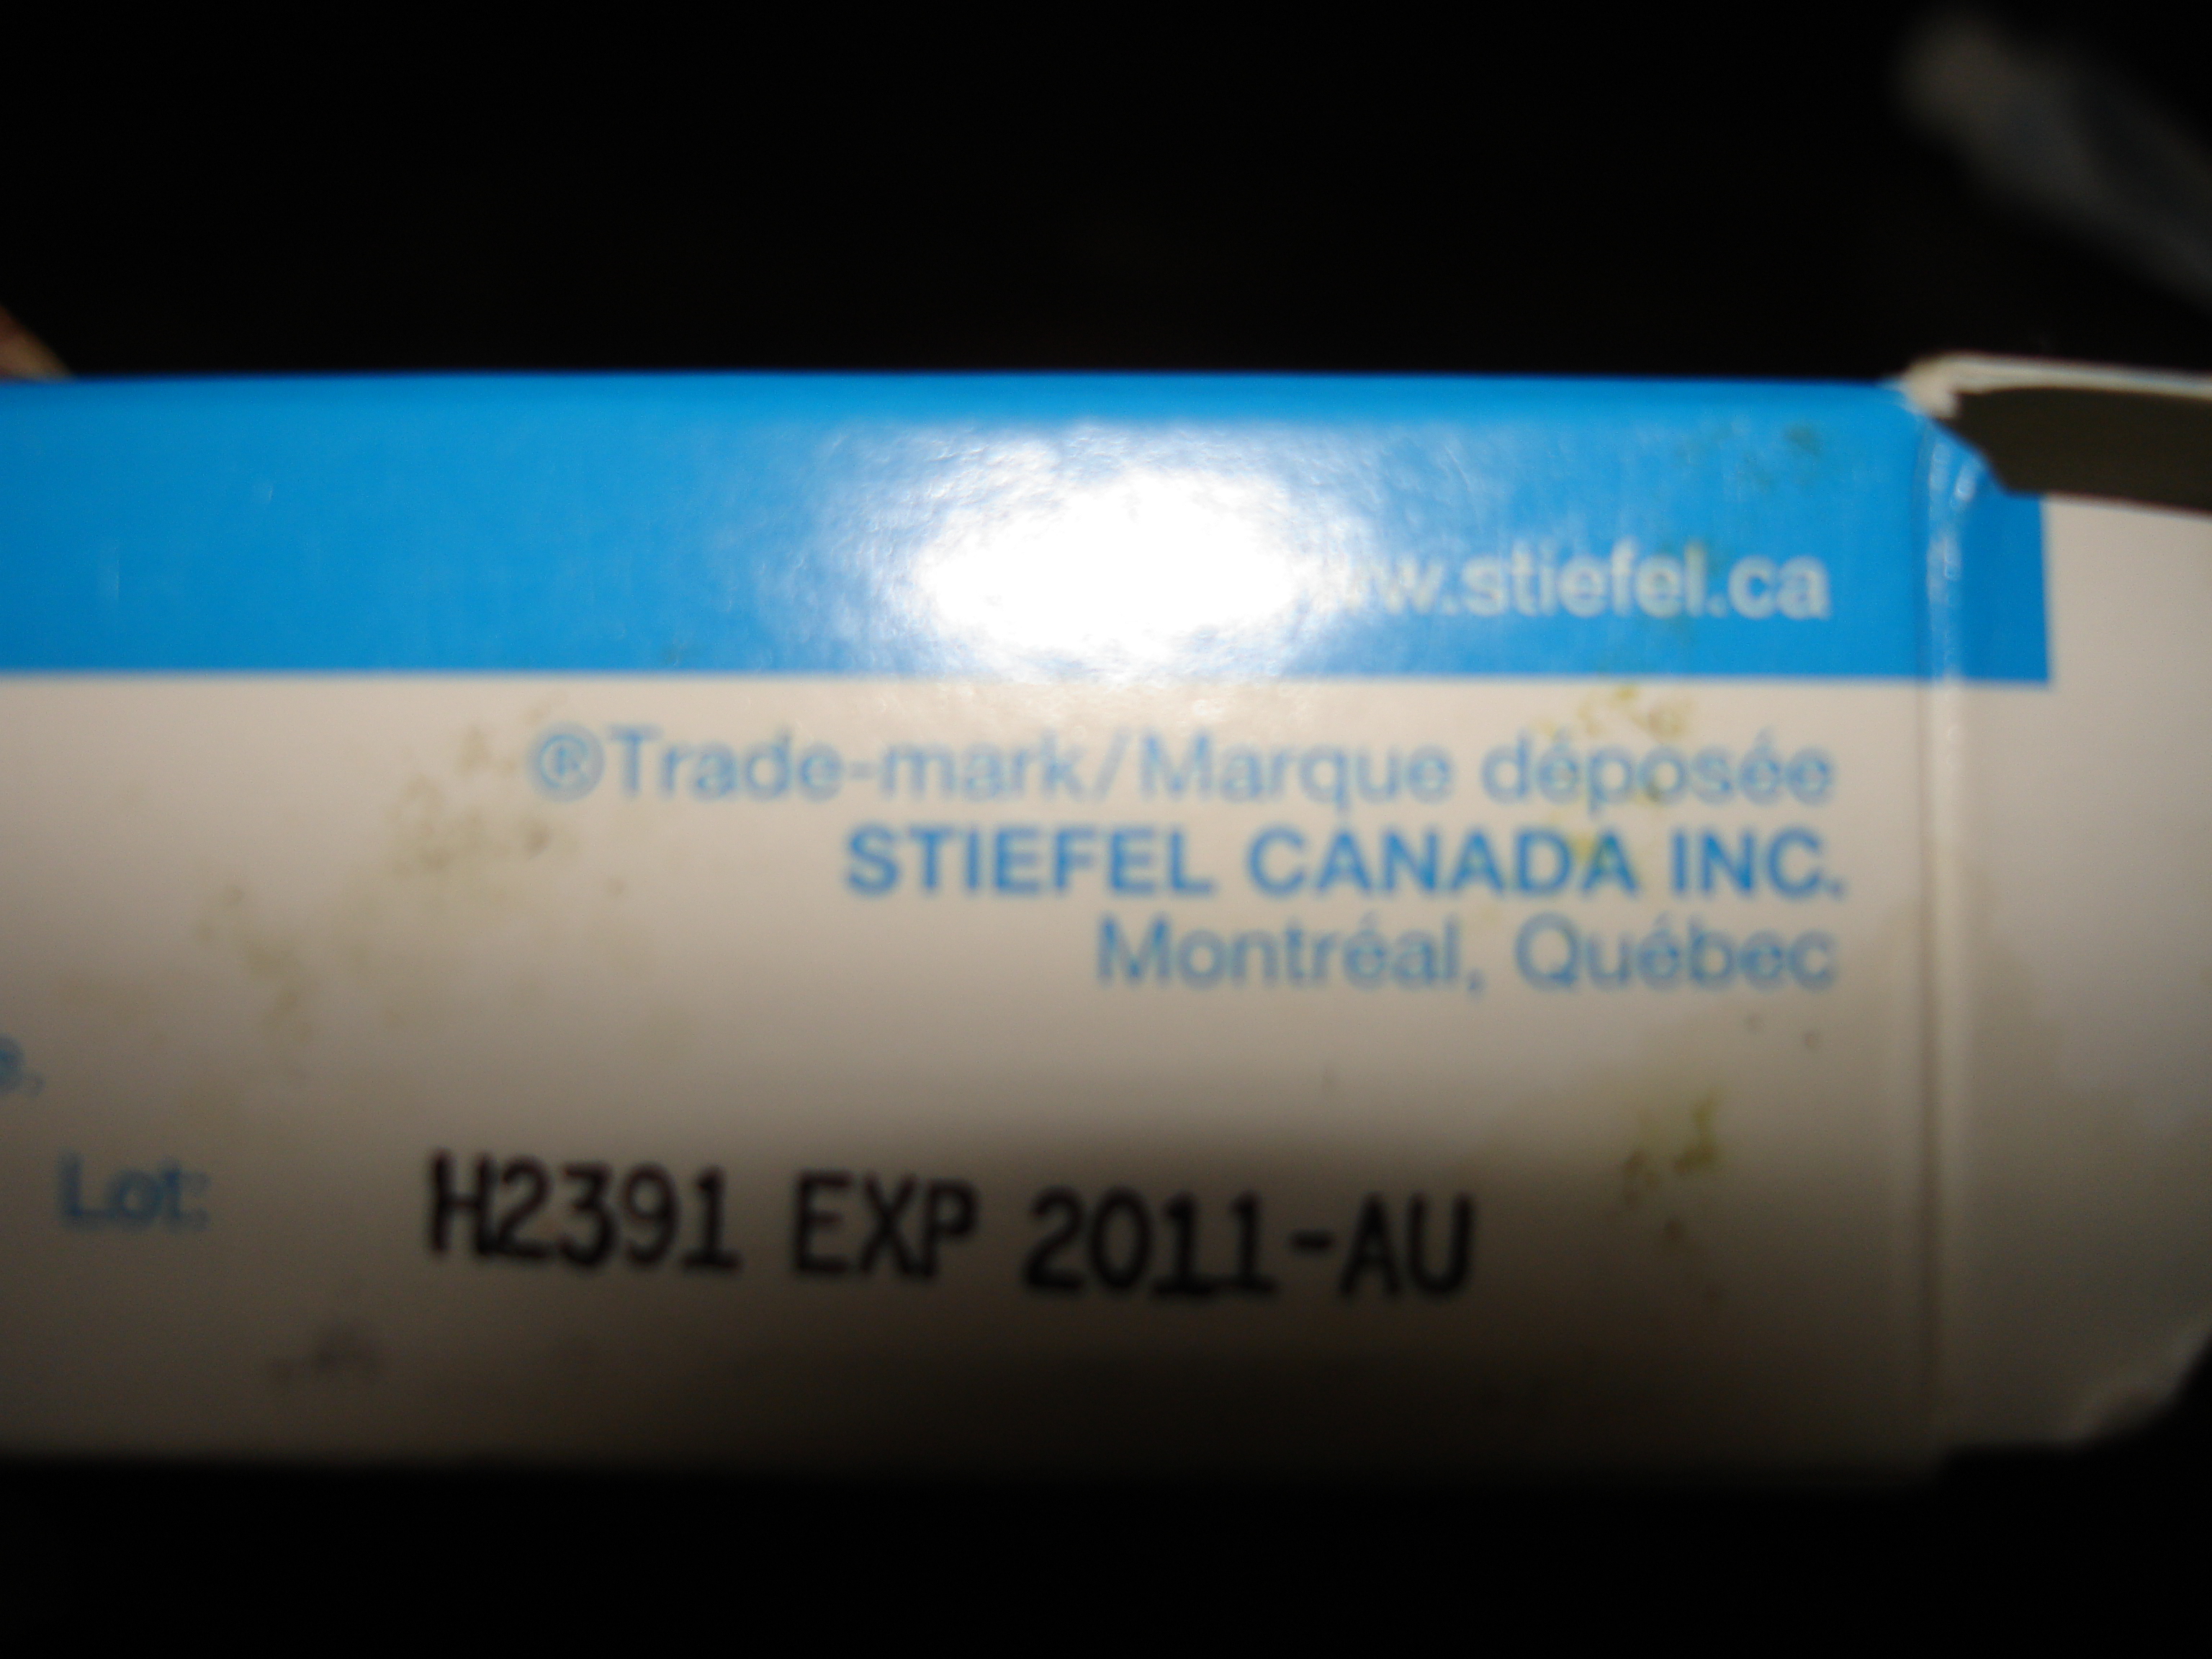 www.stiefel.ca
®Trade-mark/Marque déposée
STIEFEL CANADA INC.
Montréal, Québec
Lot: H2391 EXP 2011-AU